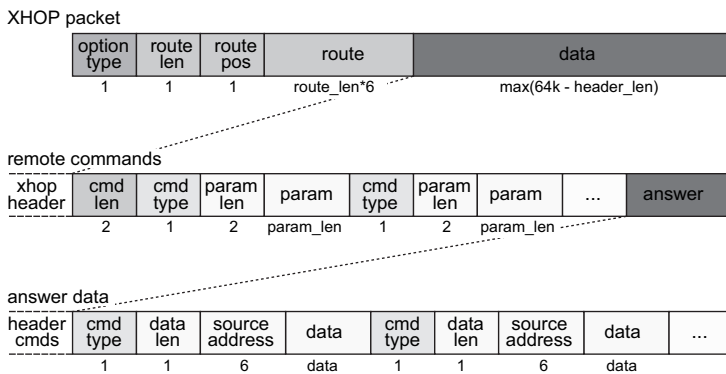 XHOP packet
option type route len route pos route data
1 1 1 route_len*6 max(64k - header_len)
remote commands
xhop header cmd len cmd type param len param cmd type param len param ... answer
2 1 2 param_len 1 2 param_len
answer data
header cmds cmd type data len source address data cmd type data len source address data ...
1 1 6 data 1 1 6 data